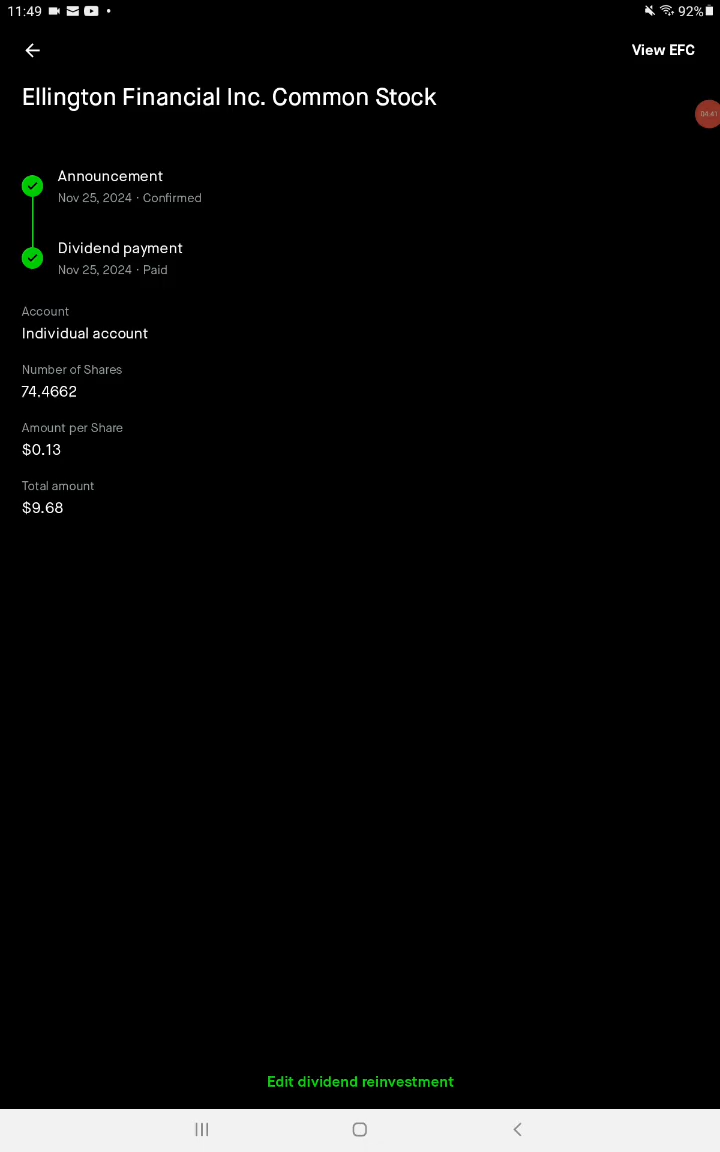 11:49 92%
View EFC
Ellington Financial Inc. Common Stock
04:41
Announcement
Nov 25, 2024 · Confirmed
Dividend payment
Nov 25, 2024 · Paid
Account
Individual account
Number of Shares
74.4662
Amount per Share
$0.13
Total amount
$9.68
Edit dividend reinvestment